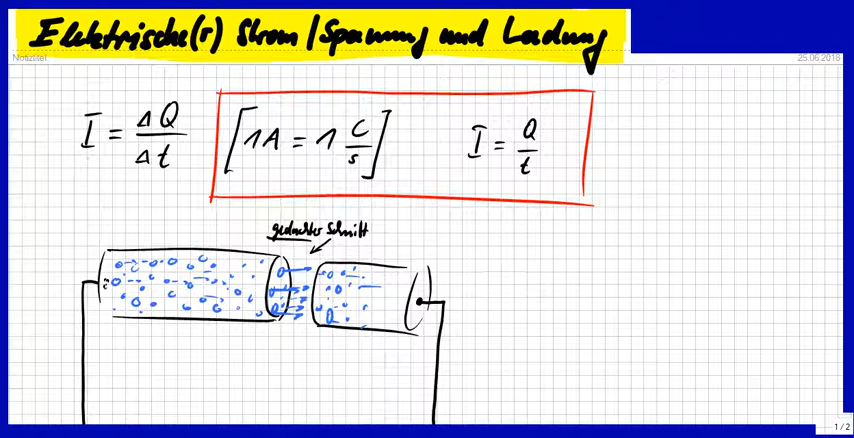 Elektrische(r) Strom/Spannung und Ladung
Notiztitel 25.06.2018
I = ΔQ/Δt [1A = 1 C/s] I = Q/t
gedachter Schnitt
1 / 2